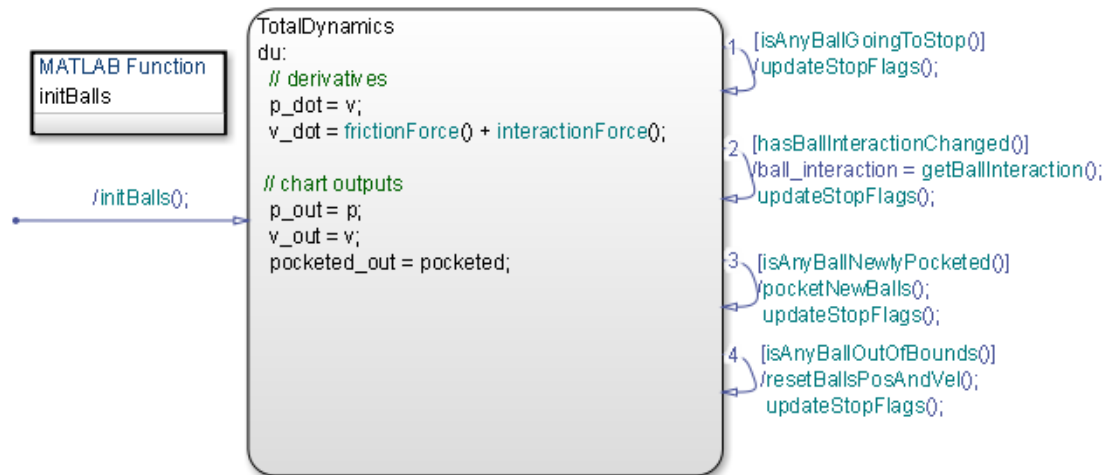 MATLAB Function
initBalls
/initBalls();
TotalDynamics
du:
// derivatives
p_dot = v;
v_dot = frictionForce() + interactionForce();
// chart outputs
p_out = p;
v_out = v;
pocketed_out = pocketed;
1
[isAnyBallGoingToStop()]
/updateStopFlags();
2
[hasBallInteractionChanged()]
/ball_interaction = getBallInteraction();
updateStopFlags();
3
[isAnyBallNewlyPocketed()]
/pocketNewBalls();
updateStopFlags();
4
[isAnyBallOutOfBounds()]
/resetBallsPosAndVel();
updateStopFlags();